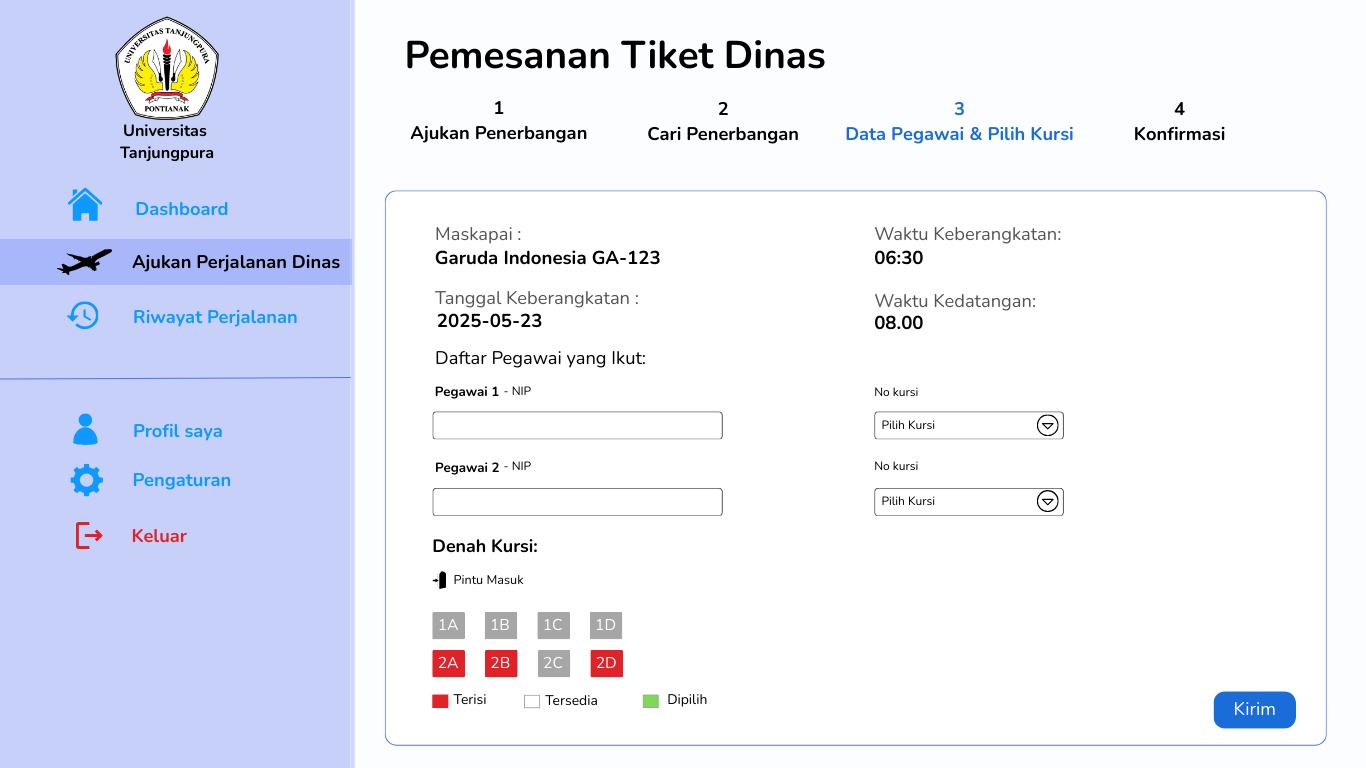 UNIVERSITAS TANJUNGPURA
PONTIANAK
Universitas
Tanjungpura
Dashboard
Ajukan Perjalanan Dinas
Riwayat Perjalanan
Profil saya
Pengaturan
Keluar
Pemesanan Tiket Dinas
1 2 3 4
Ajukan Penerbangan Cari Penerbangan Data Pegawai & Pilih Kursi Konfirmasi
Maskapai : Waktu Keberangkatan:
Garuda Indonesia GA-123 06:30
Tanggal Keberangkatan : Waktu Kedatangan:
2025-05-23 08.00
Daftar Pegawai yang Ikut:
Pegawai 1 - NIP No kursi
Pilih Kursi
Pegawai 2 - NIP No kursi
Pilih Kursi
Denah Kursi:
Pintu Masuk
1A 1B 1C 1D
2A 2B 2C 2D
Terisi Tersedia Dipilih
Kirim